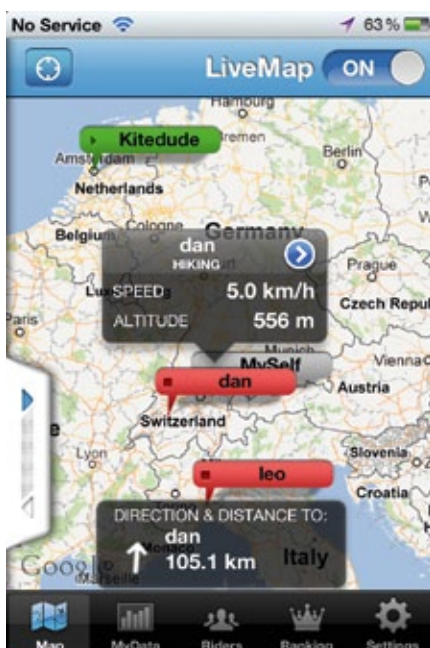 No Service 63%
LiveMap ON
Hamburg
Kitedude Bremen
Amsterdam Berlin
Netherlands
Cologne
Belgium Germany
dan
HIKING
Prague
SPEED 5.0 km/h
Czech Repu
Paris
ALTITUDE 556 m
Munich Vienna
MySelf
dan
Austria
Switzerland
Lyon
Slovenia
leo
Croatia
DIRECTION & DISTANCE TO:
dan
105.1 km
Monaco
Italy
Google
Marseille
Map MyData Riders Ranking Settings